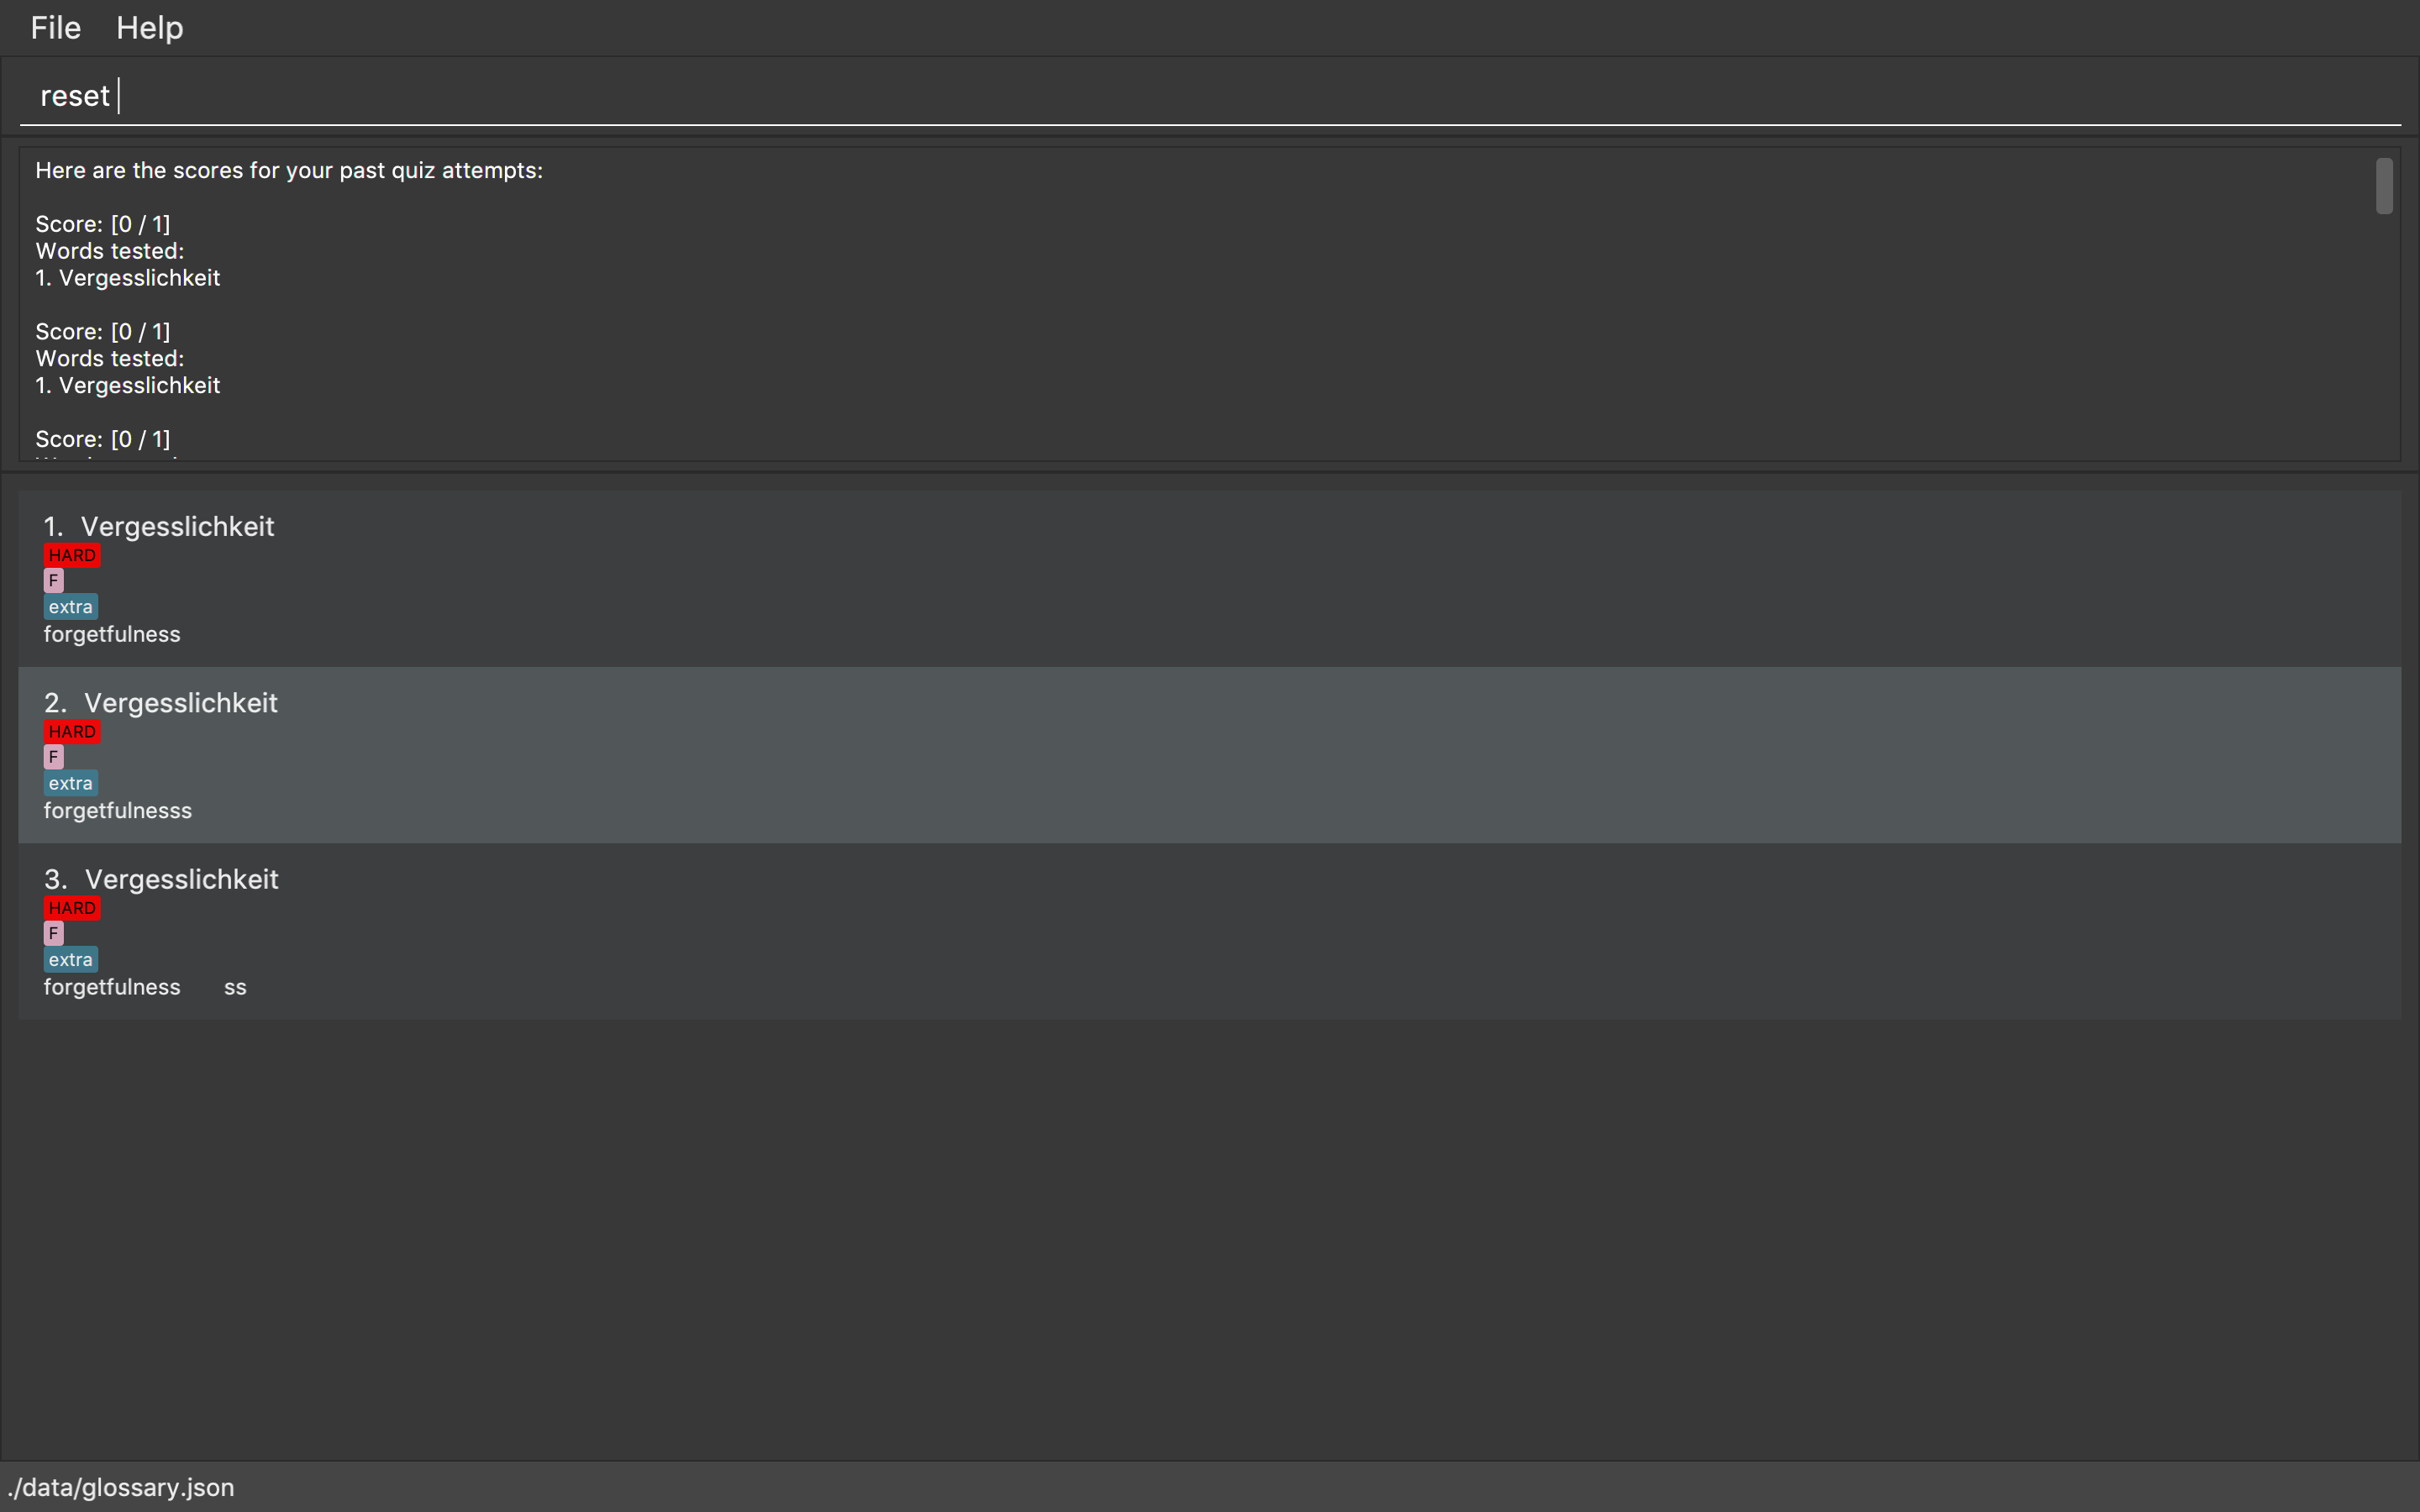 File Help
reset
Here are the scores for your past quiz attempts:
Score: [0 / 1]
Words tested:
1. Vergesslichkeit
Score: [0 / 1]
Words tested:
1. Vergesslichkeit
Score: [0 / 1]
1. Vergesslichkeit
HARD
F
extra
forgetfulness
2. Vergesslichkeit
HARD
F
extra
forgetfulnesss
3. Vergesslichkeit
HARD
F
extra
forgetfulness ss
./data/glossary.json